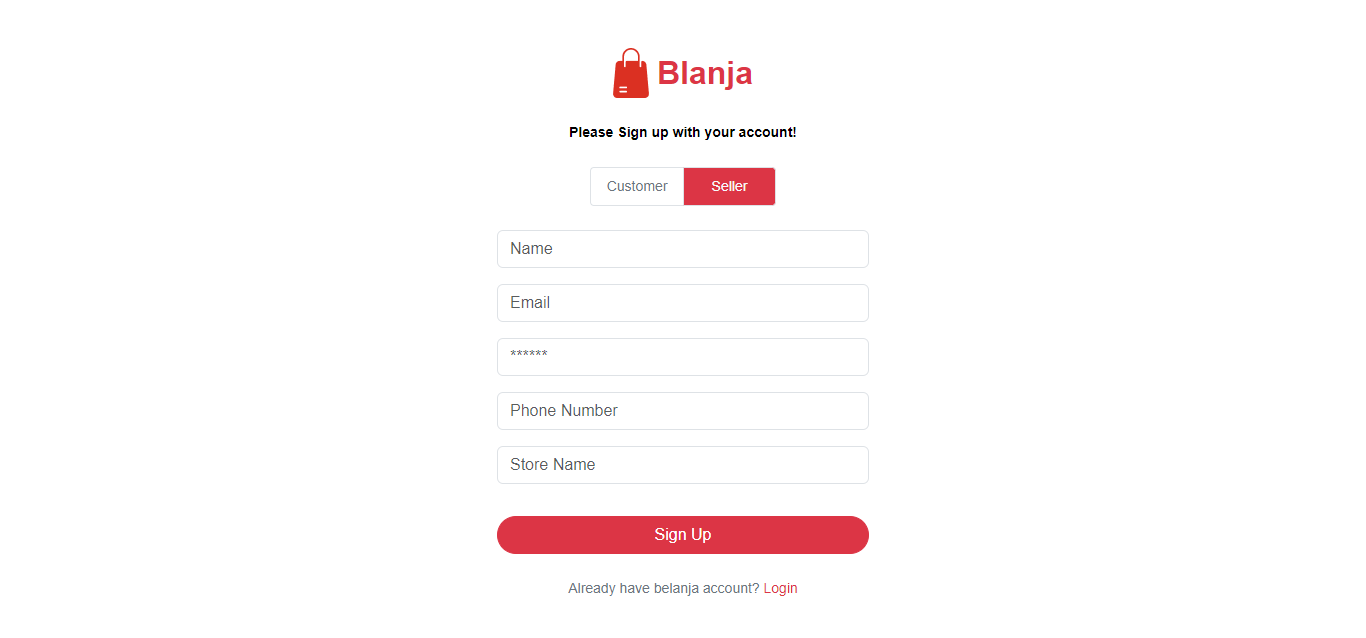 Blanja
Please Sign up with your account!
Customer Seller
Name
Email
******
Phone Number
Store Name
Sign Up
Already have belanja account? Login